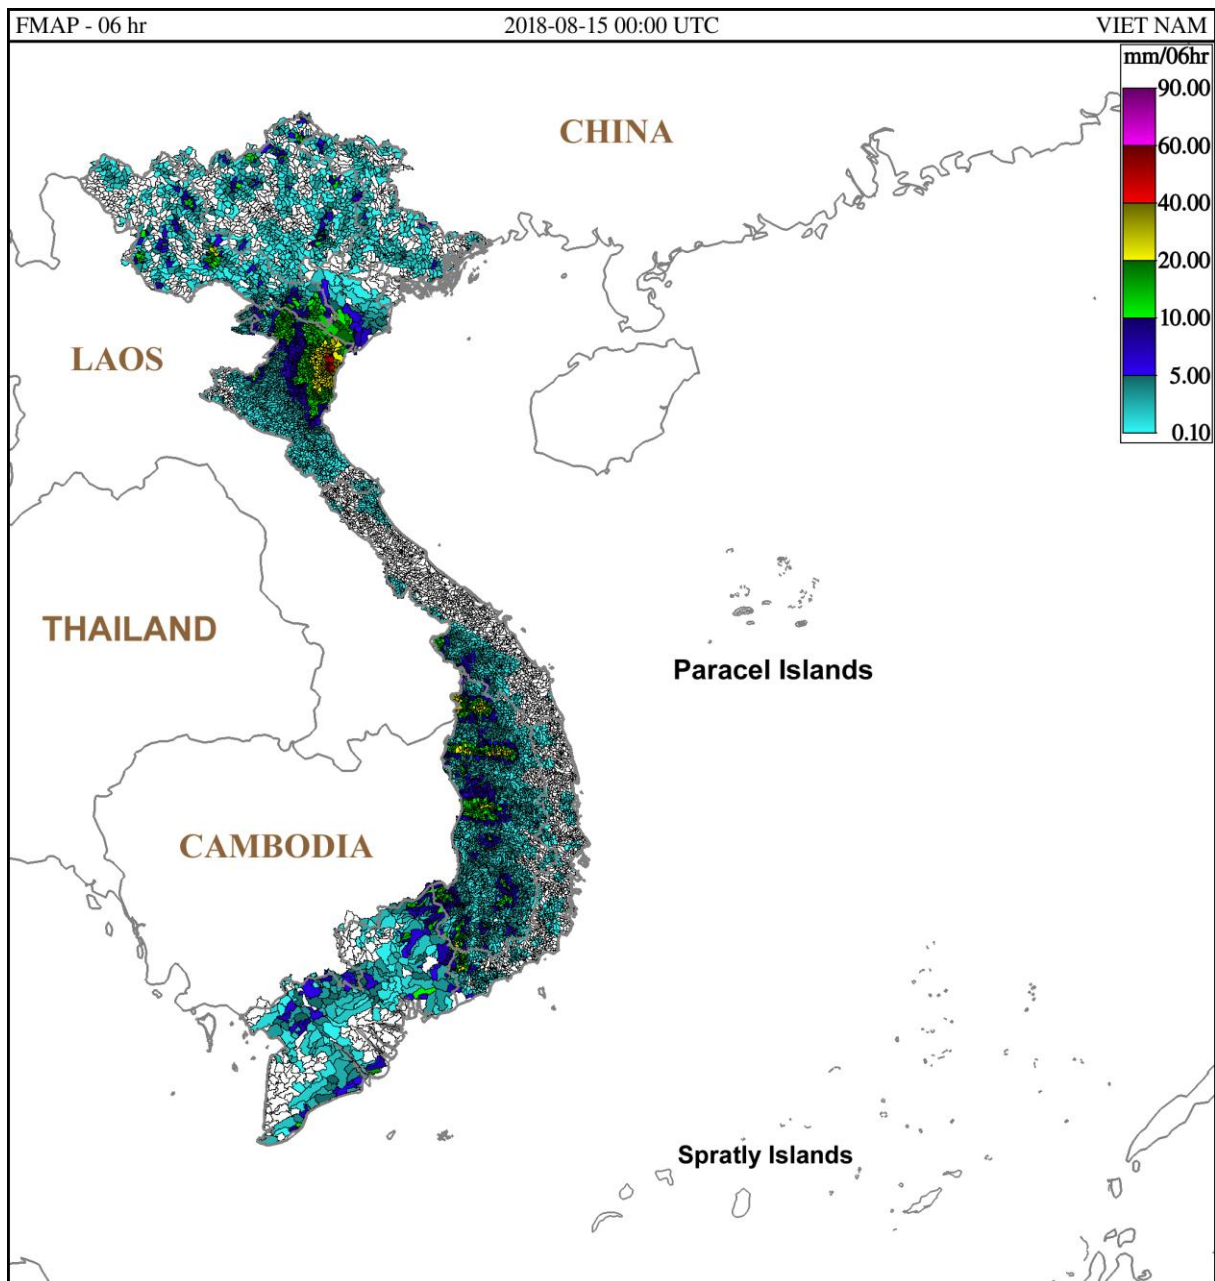 FMAP - 06 hr
2018-08-15 00:00 UTC
VIET NAM
mm/06hr
90.00
60.00
40.00
20.00
10.00
5.00
0.10
CHINA
LAOS
THAILAND
Paracel Islands
CAMBODIA
Spratly Islands